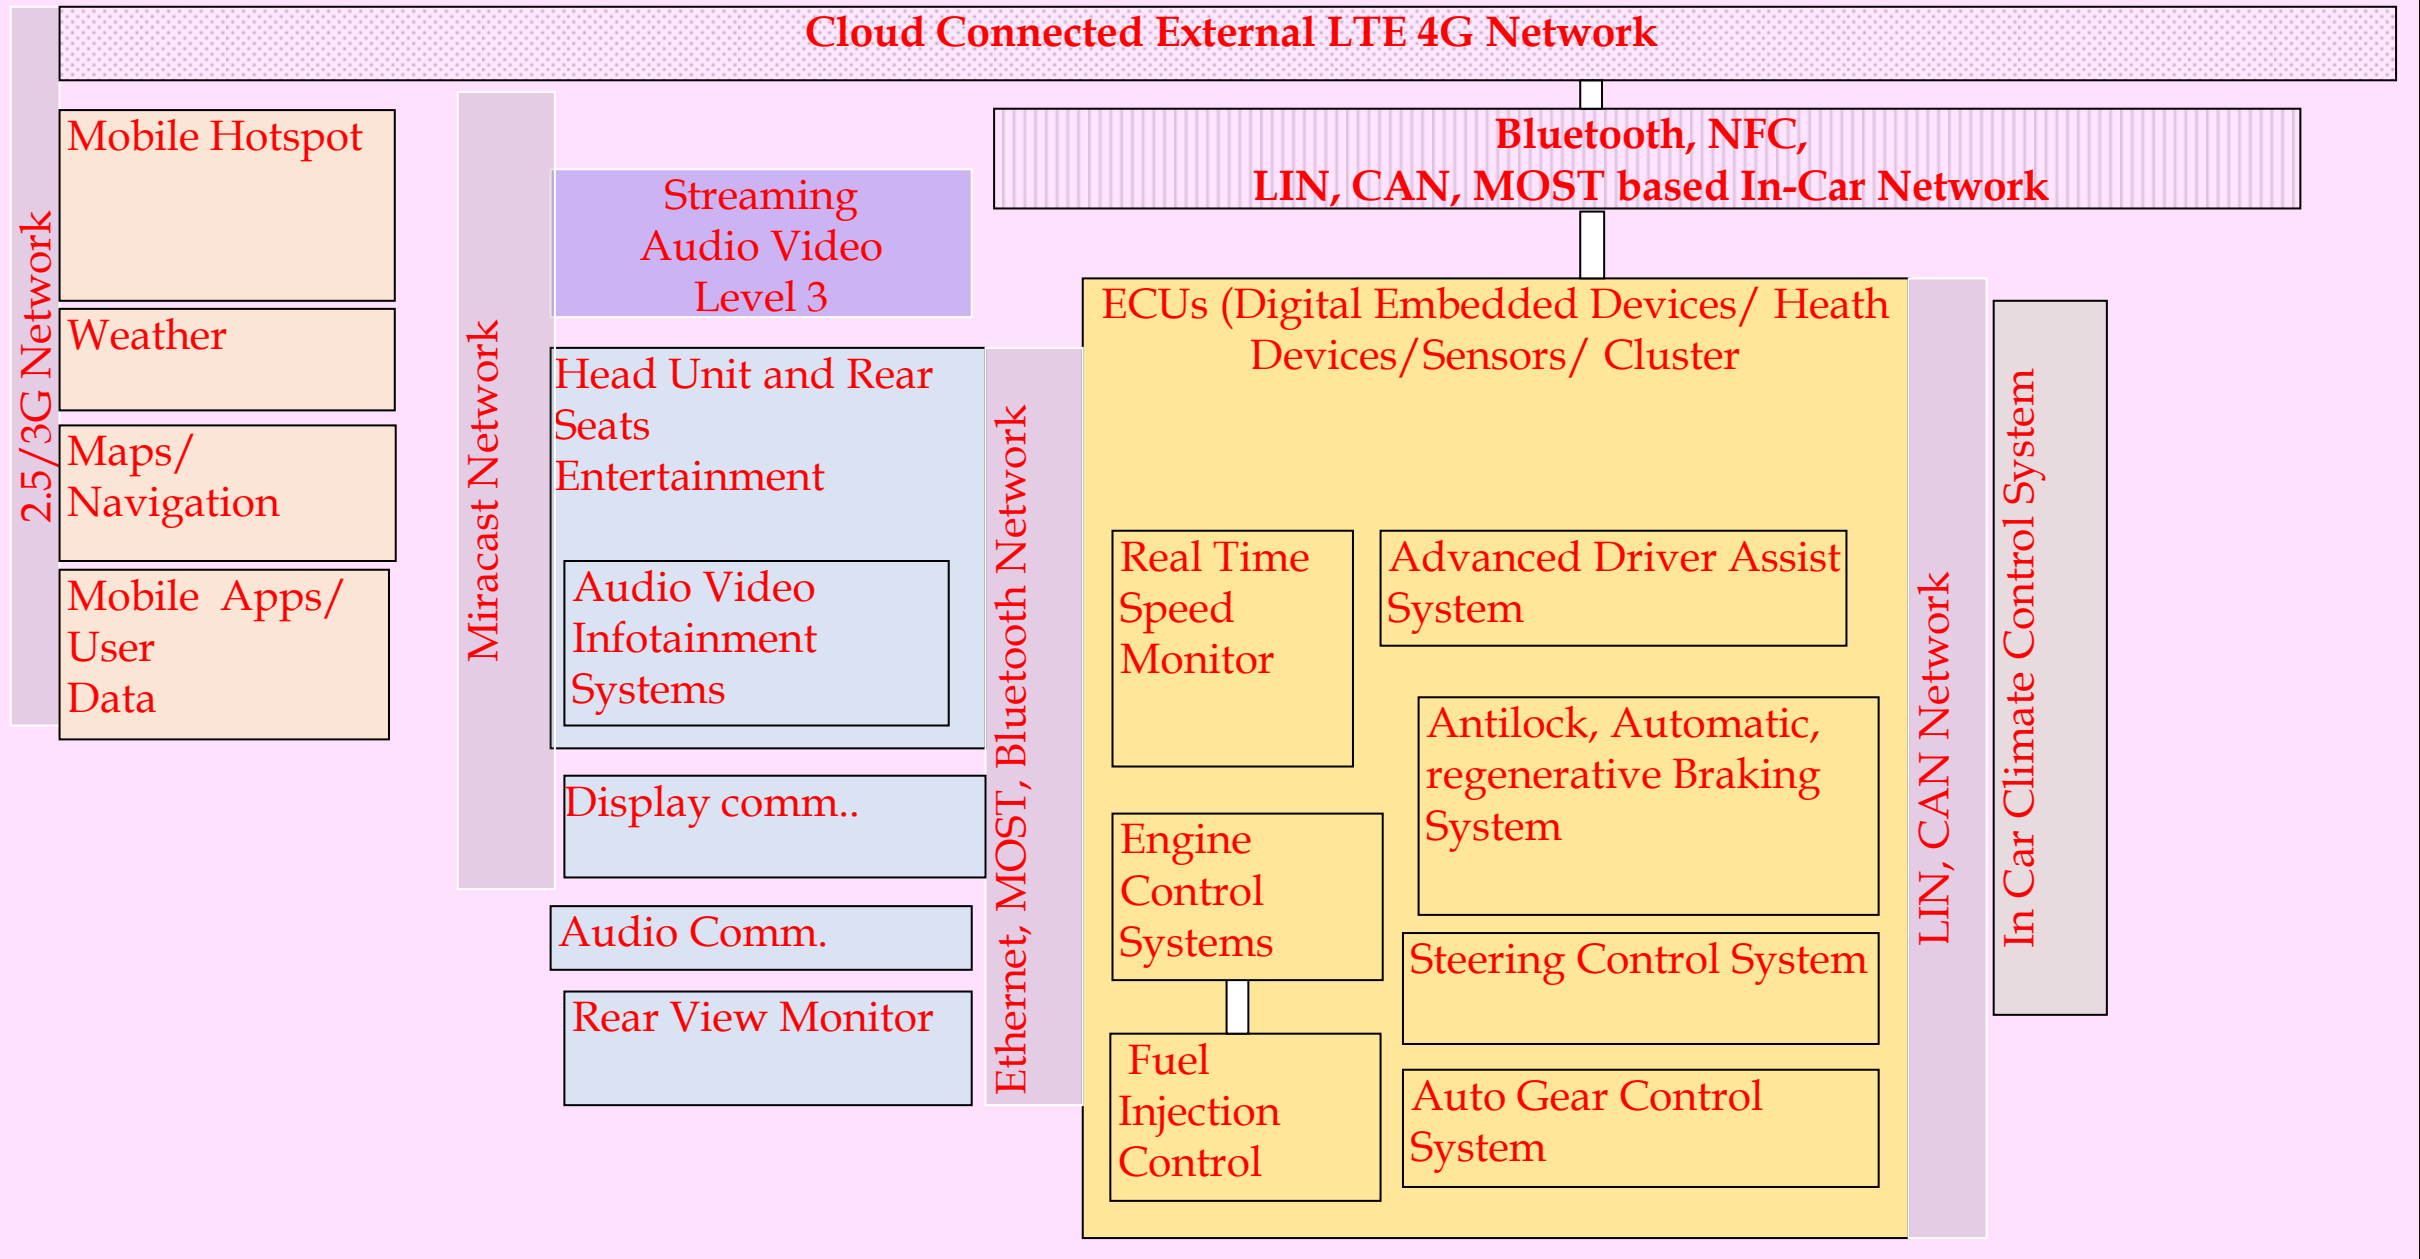 Cloud Connected External LTE 4G Network
2.5/3G Network
Mobile Hotspot
Weather
Maps/
Navigation
Mobile Apps/
User
Data
Miracast Network
Streaming
Audio Video
Level 3
Head Unit and Rear
Seats
Entertainment
Audio Video
Infotainment
Systems
Display comm..
Audio Comm.
Rear View Monitor
Ethernet, MOST, Bluetooth Network
Bluetooth, NFC,
LIN, CAN, MOST based In-Car Network
ECUs (Digital Embedded Devices/ Heath
Devices/Sensors/ Cluster
Real Time
Speed
Monitor
Advanced Driver Assist
System
Antilock, Automatic,
regenerative Braking
System
Engine
Control
Systems
Steering Control System
Fuel
Injection
Control
Auto Gear Control
System
LIN, CAN Network
In Car Climate Control System